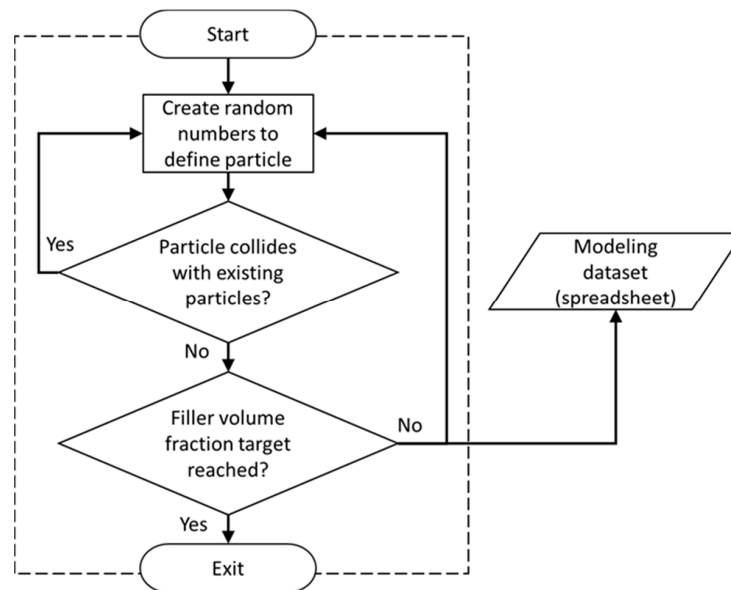 Start
Create random
numbers to
define particle
Yes
Particle collides
with existing
particles?
Modeling
dataset
(spreadsheet)
No
Filler volume
fraction target
reached?
No
Yes
Exit